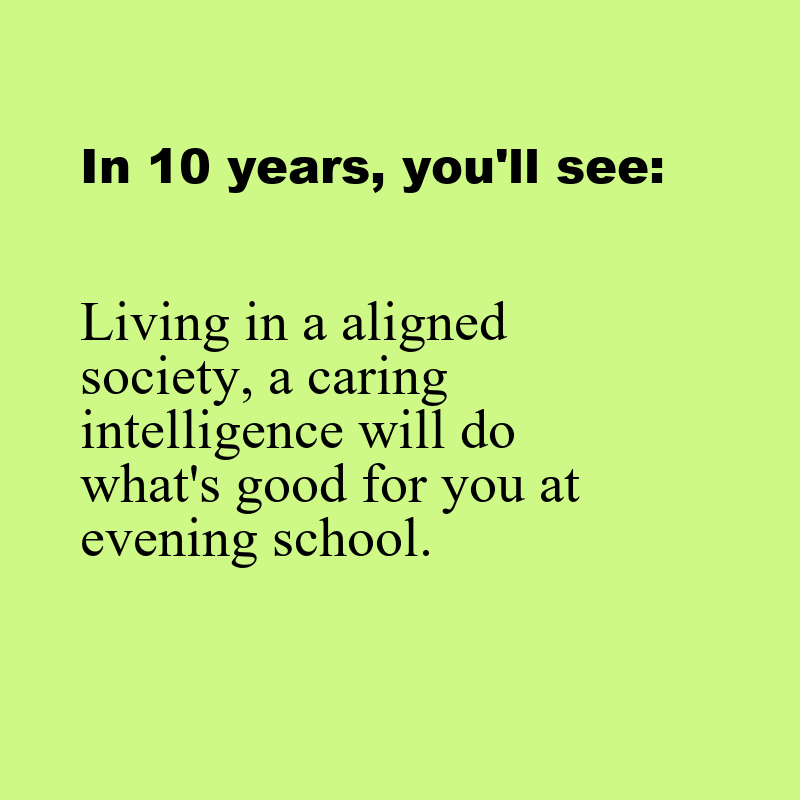 In 10 years, you'll see:
Living in a aligned
society, a caring
intelligence will do
what's good for you at
evening school.